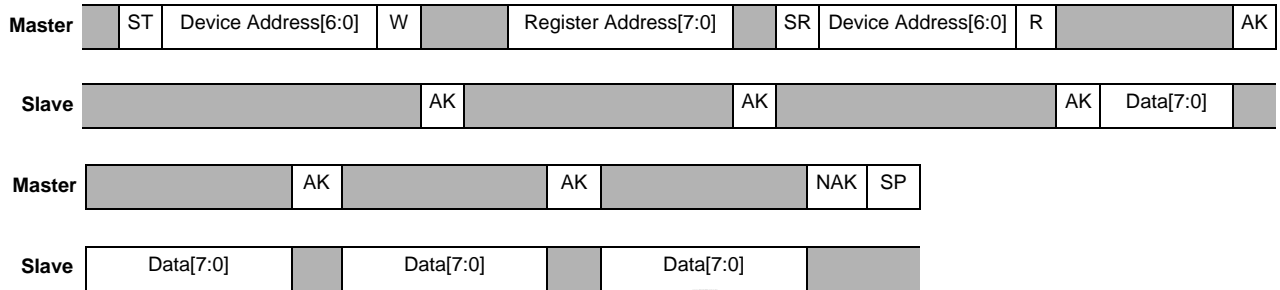 Master ST Device Address[6:0] W Register Address[7:0] SR Device Address[6:0] R AK
Slave AK AK AK Data[7:0]
Master AK AK NAK SP
Slave Data[7:0] Data[7:0] Data[7:0]